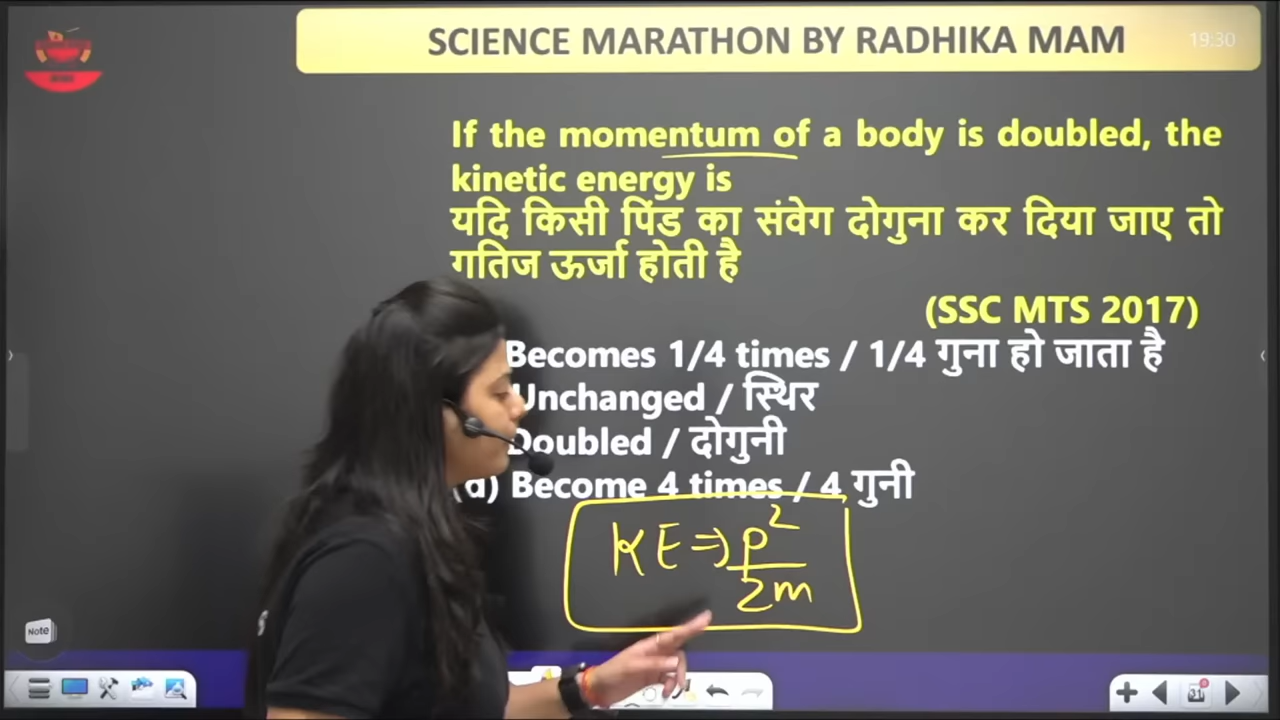 SCIENCE MARATHON BY RADHIKA MAM
19:30
If the momentum of a body is doubled, the
kinetic energy is
यदि किसी पिंड का संवेग दोगुना कर दिया जाए तो
गतिज ऊर्जा होती है
(SSC MTS 2017)
Becomes 1/4 times / 1/4 गुना हो जाता है
Unchanged / स्थिर
Doubled / दोगुनी
(d) Become 4 times / 4 गुनी
KE ⇒ p²
2m
Note